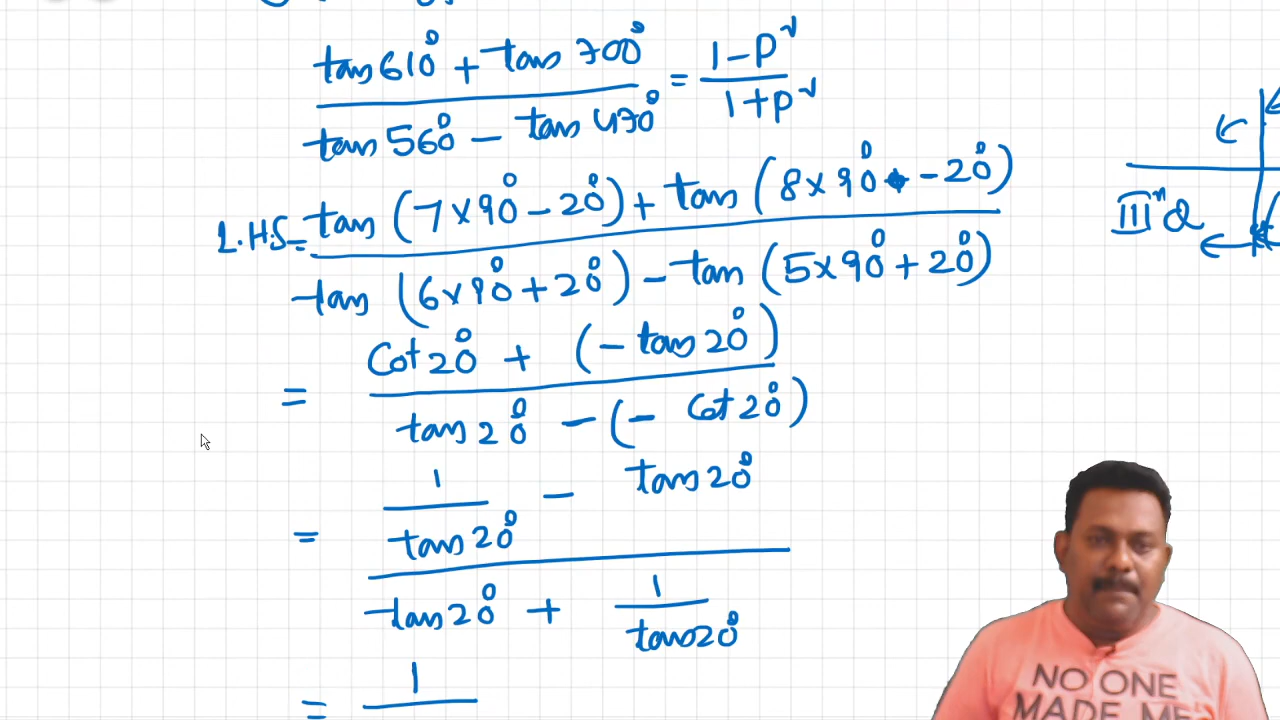 tan 610° + tan 700° / tan 560° - tan 470° = 1-p² / 1+p²
L.H.S = tan (7×90° - 20°) + tan (8×90° - 20°) / tan (6×90° + 20°) - tan (5×90° + 20°)
III Q
= Cot 20° + (- tan 20°) / tan 20° - (- Cot 20°)
= 1/tan 20° - tan 20° / tan 20° + 1/tan 20°
= 1
NO ONE
MADE ME